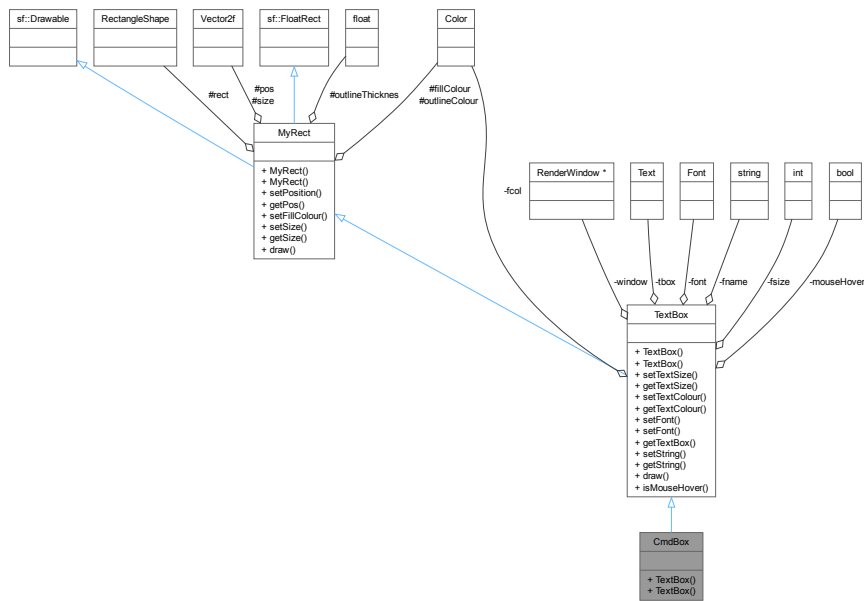 sf::Drawable
RectangleShape
Vector2f
sf::FloatRect
float
Color
#rect
#pos
#size
#outlineThicknes
#fillColour
#outlineColour
MyRect
+ MyRect()
+ MyRect()
+ setPosition()
+ getPos()
+ setFillColour()
+ setSize()
+ getSize()
+ draw()
-fcol
RenderWindow *
Text
Font
string
int
bool
-window
-tbox
-font
-fname
-fsize
-mouseHover
TextBox
+ TextBox()
+ TextBox()
+ setTextSize()
+ getTextSize()
+ setTextColour()
+ getTextColour()
+ setFont()
+ setFont()
+ getTextBox()
+ setString()
+ getString()
+ draw()
+ isMouseHover()
CmdBox
+ TextBox()
+ TextBox()